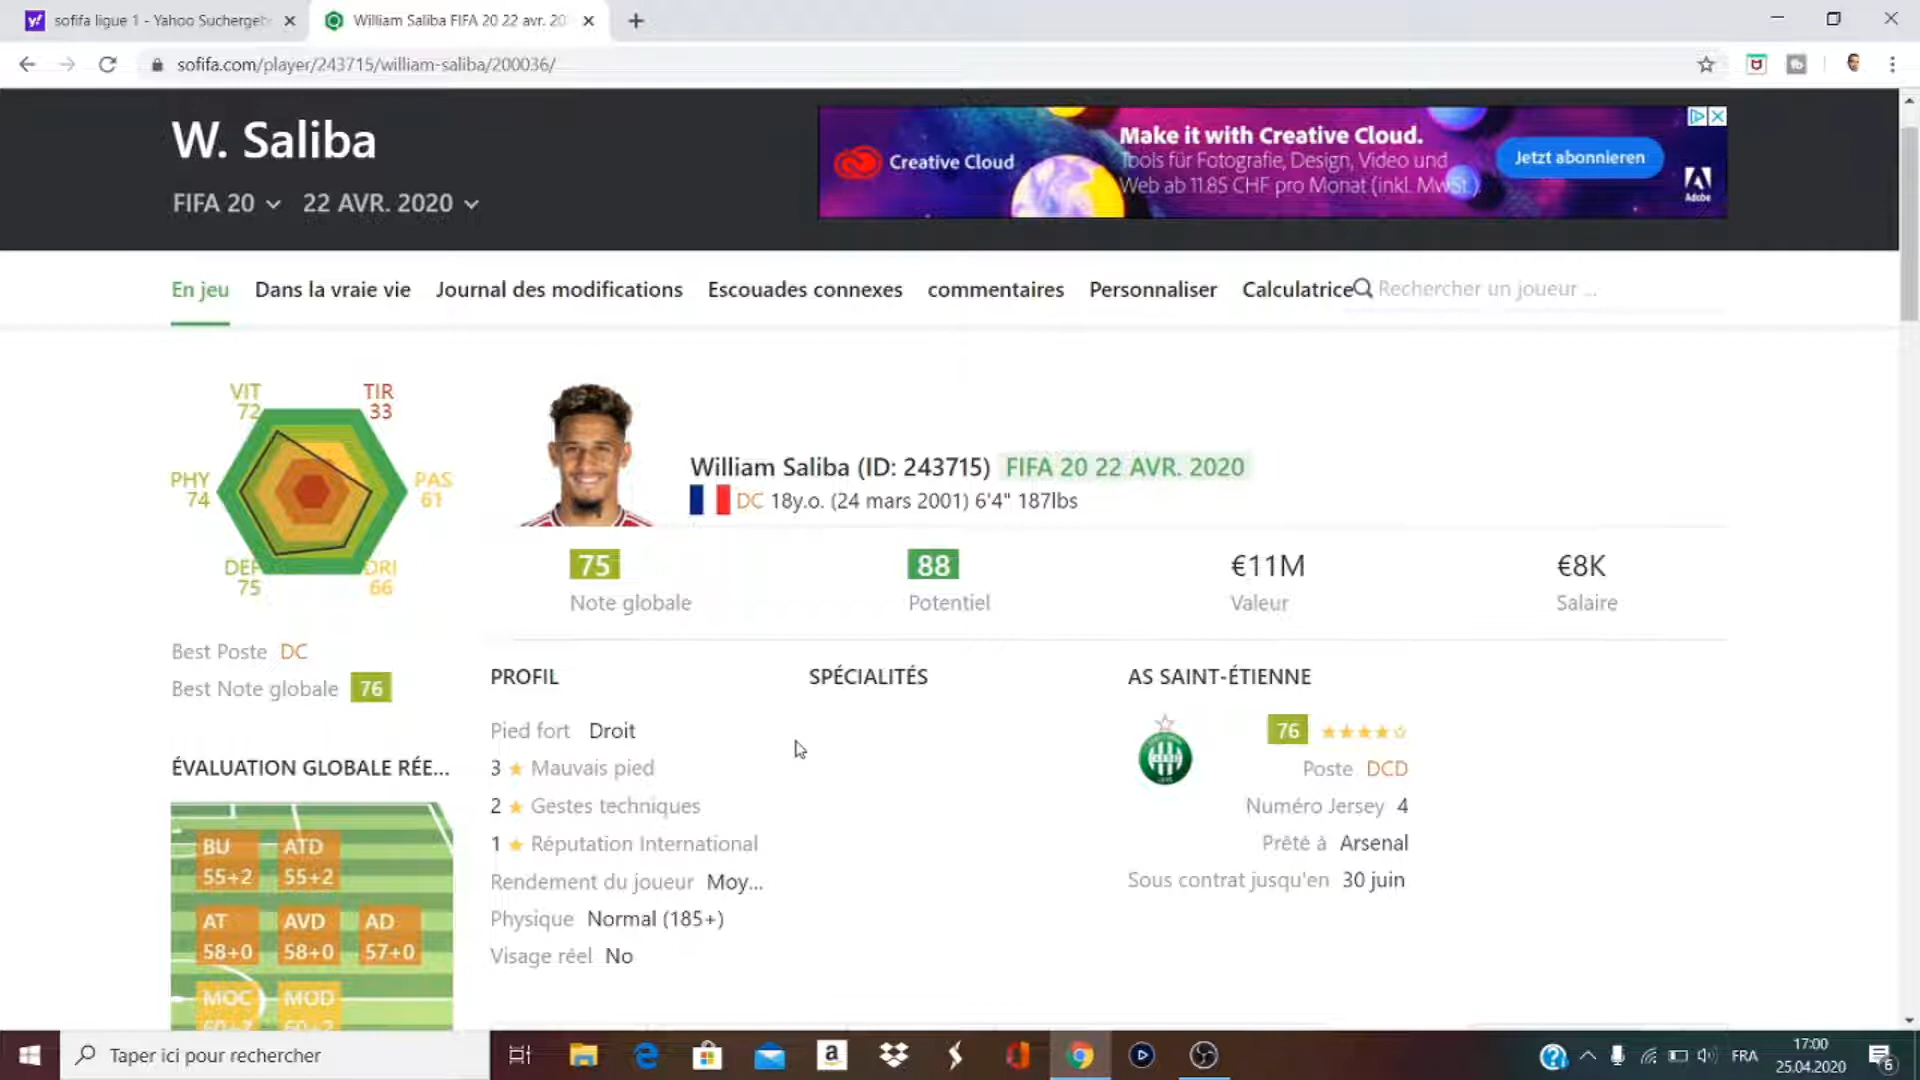 sofifa ligue 1 - Yahoo Sucherge
William Saliba FIFA 20 22 avr. 20
sofifa.com/player/243715/william-saliba/200036/
W. Saliba
FIFA 20
22 AVR. 2020
Creative Cloud
Make it with Creative Cloud.
Tools für Fotografie, Design, Video und
Web ab 11.85 CHF pro Monat (inkl. MwSt.)
Jetzt abonnieren
Adobe
En jeu
Dans la vraie vie
Journal des modifications
Escouades connexes
commentaires
Personnaliser
Calculatrice
Rechercher un joueur ...
VIT
72
TIR
33
PHY
74
PAS
61
DEF
75
DRI
66
William Saliba (ID: 243715) FIFA 20 22 AVR. 2020
DC 18y.o. (24 mars 2001) 6'4" 187lbs
75
Note globale
88
Potentiel
€11M
Valeur
€8K
Salaire
Best Poste DC
Best Note globale 76
PROFIL
Pied fort Droit
3 ★ Mauvais pied
2 ★ Gestes techniques
1 ★ Réputation International
Rendement du joueur Moy...
Physique Normal (185+)
Visage réel No
SPÉCIALITÉS
AS SAINT-ÉTIENNE
76
Poste DCD
Numéro Jersey 4
Prêté à Arsenal
Sous contrat jusqu'en 30 juin
ÉVALUATION GLOBALE RÉE...
BU ATD
55+2 55+2
AT AVD AD
58+0 58+0 57+0
MOC MOD
Taper ici pour rechercher
FRA
17:00
25.04.2020
6